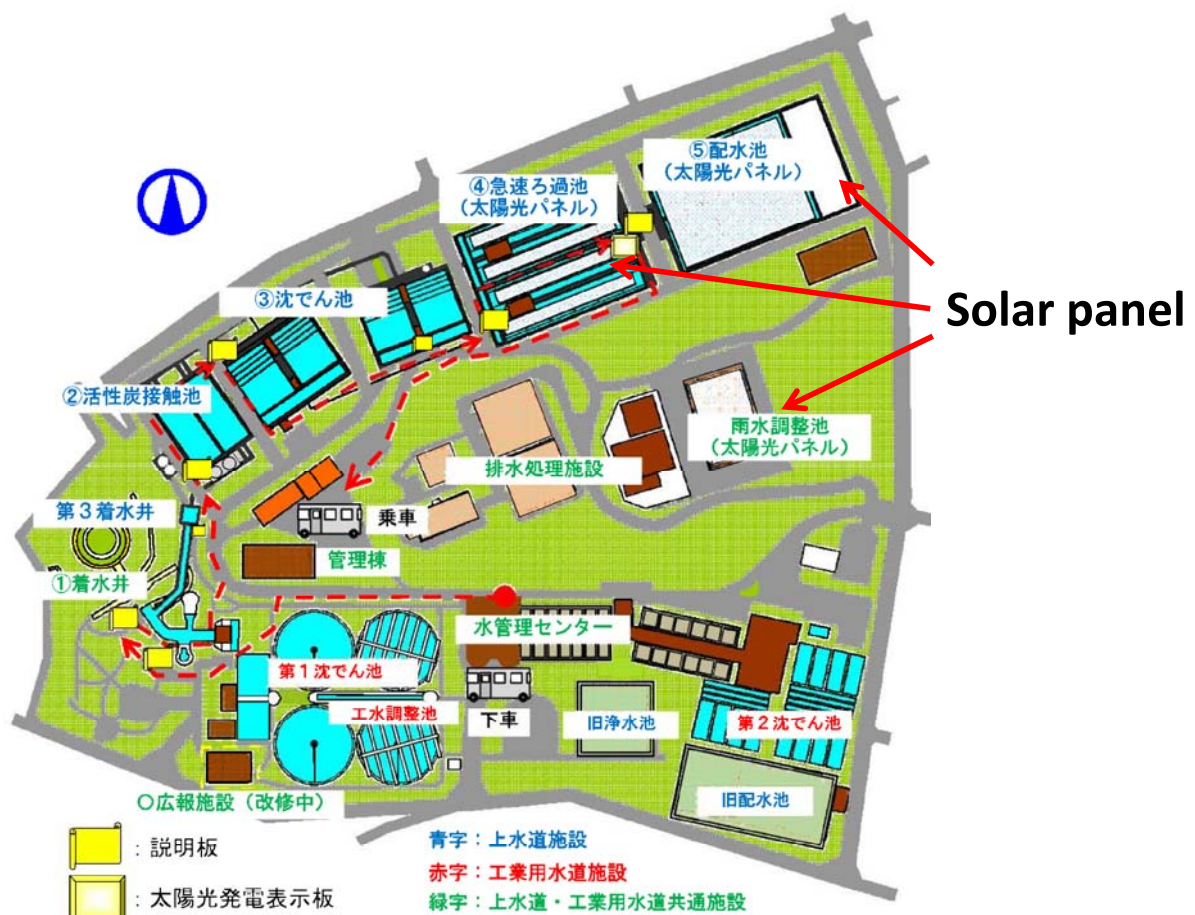 ⑤配水池
(太陽光パネル)
④急速ろ過池
(太陽光パネル)
③沈でん池
Solar panel
②活性炭接触池
雨水調整池
(太陽光パネル)
排水処理施設
第3着水井
乗車
管理棟
①着水井
水管理センター
第1沈でん池
工水調整池
下車
旧浄水池
第2沈でん池
旧配水池
○広報施設(改修中)
:説明板
:太陽光発電表示板
青字:上水道施設
赤字:工業用水道施設
緑字:上水道・工業用水道共通施設